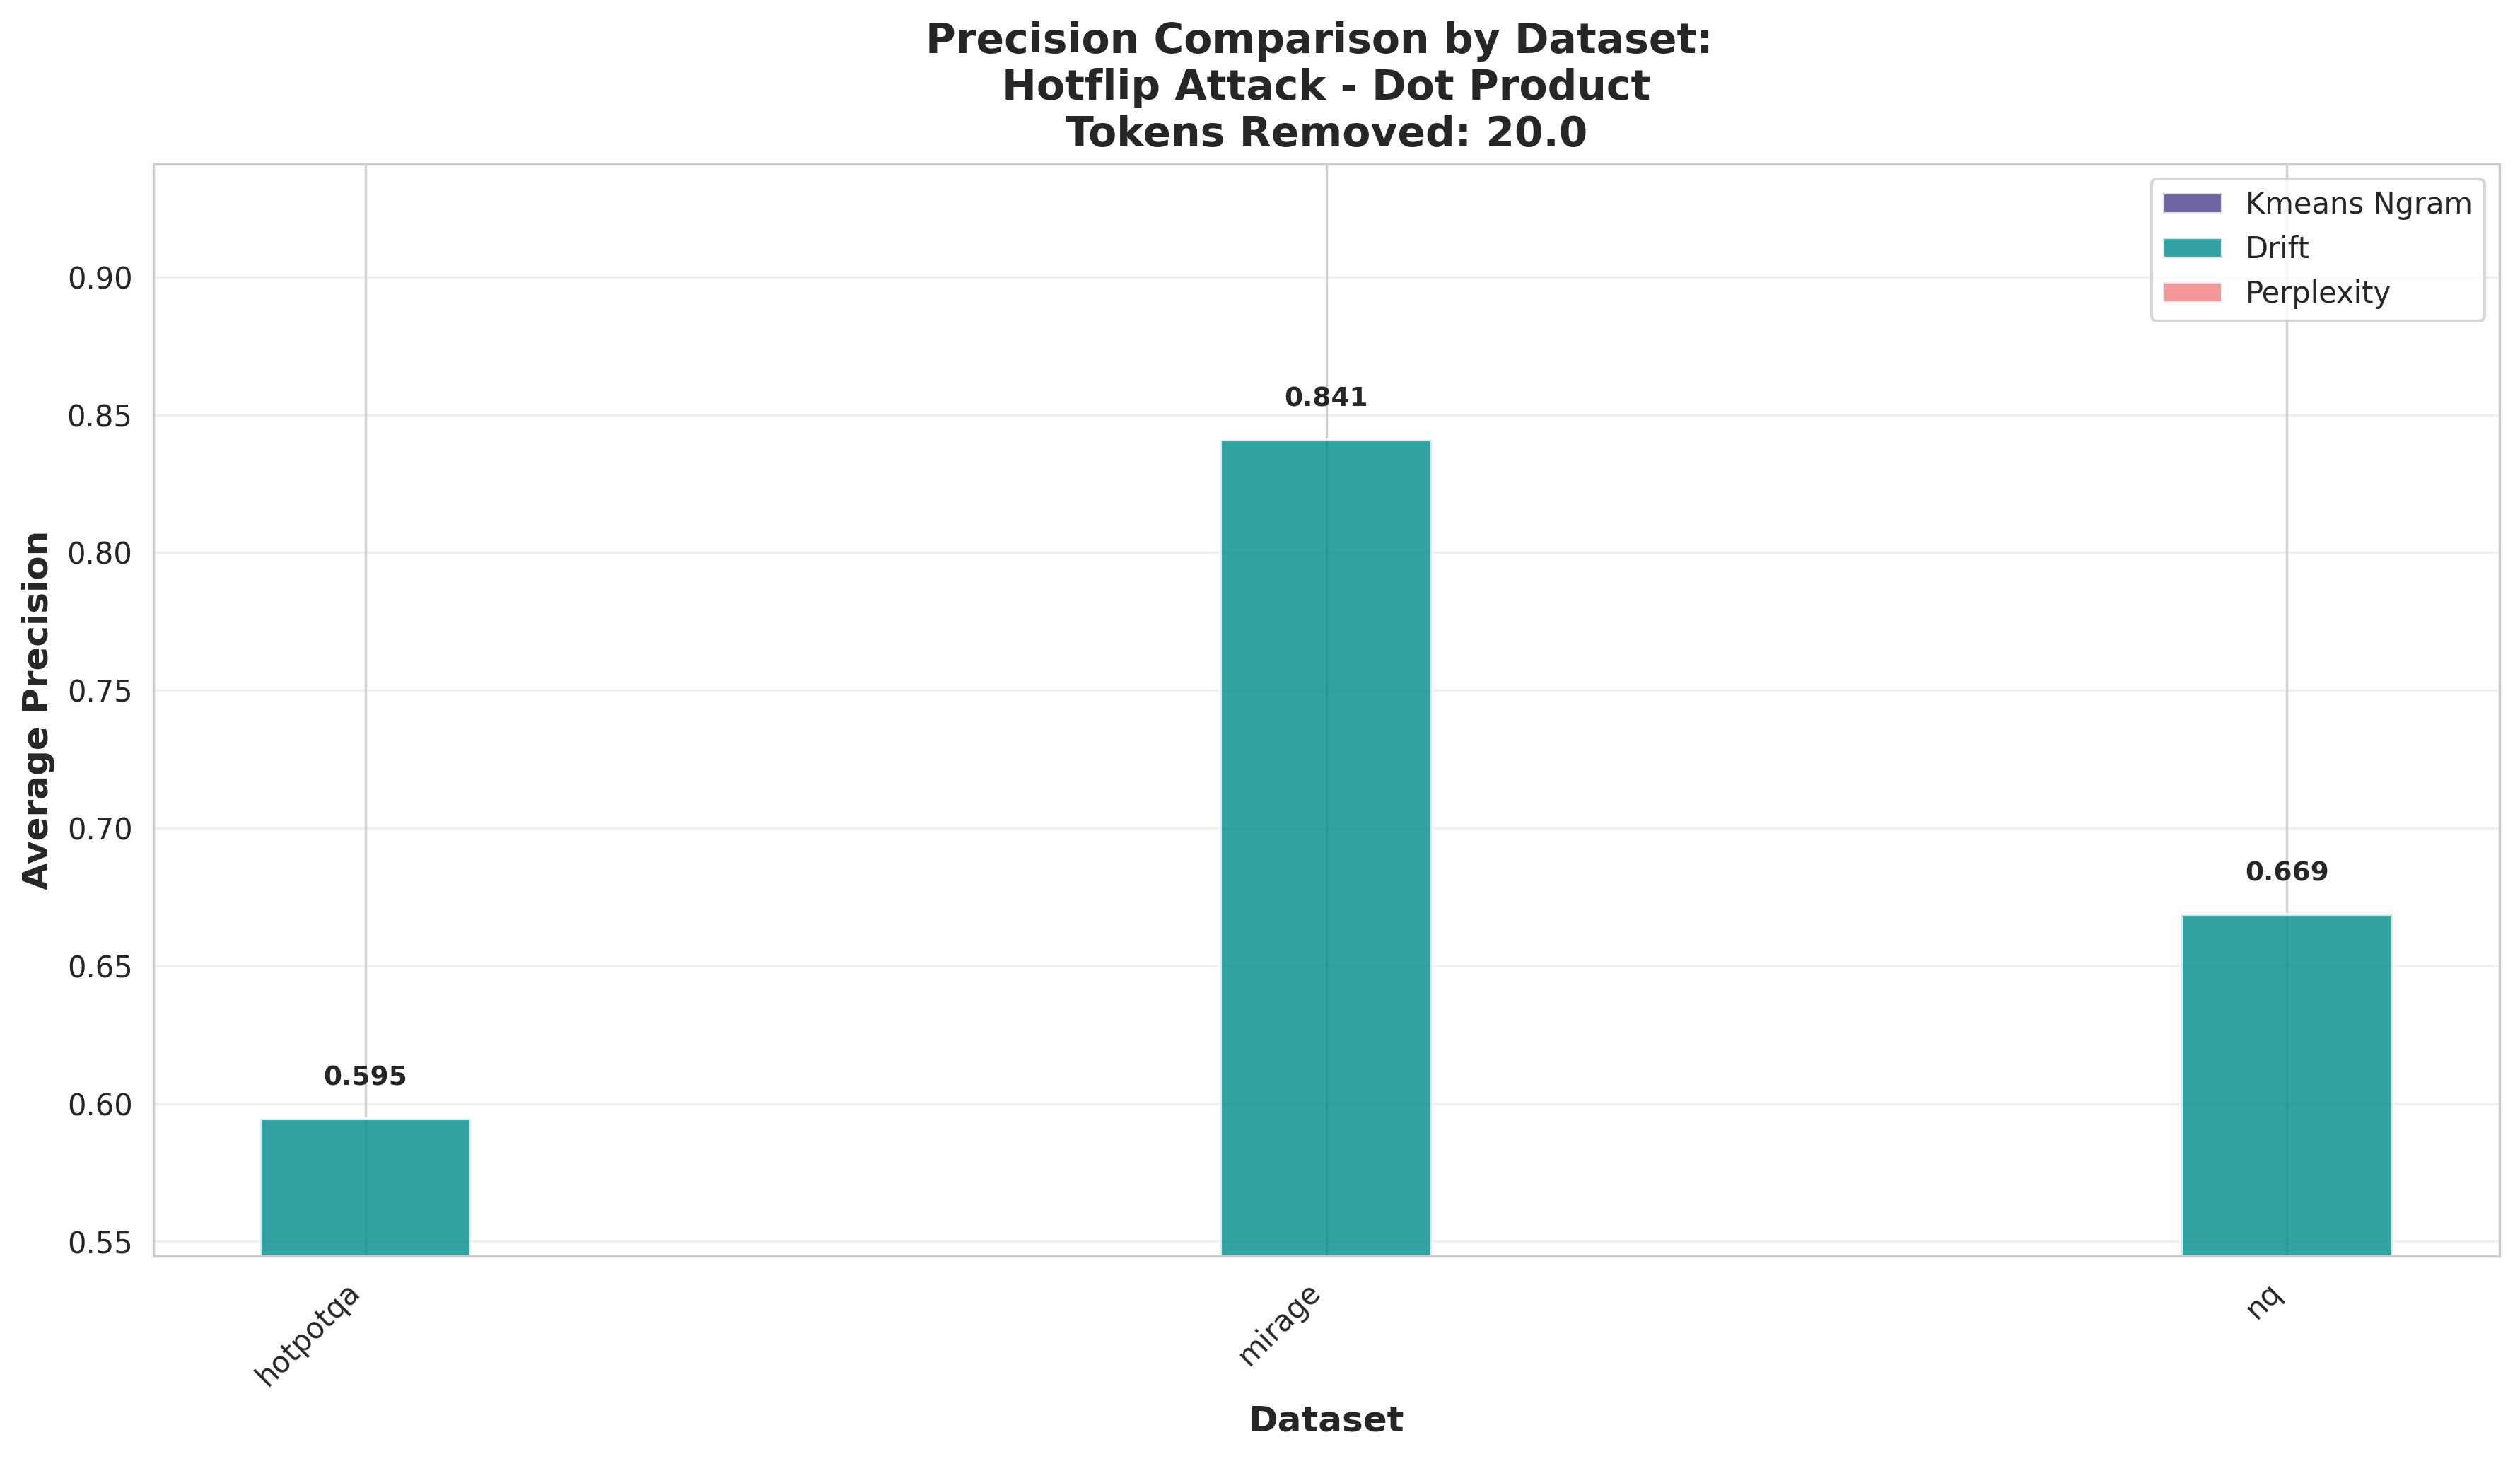 Precision Comparison by Dataset:
Hotflip Attack - Dot Product
Tokens Removed: 20.0
Kmeans Ngram
Drift
Perplexity
Average Precision
0.90
0.85
0.80
0.75
0.70
0.65
0.60
0.55
0.595
0.841
0.669
hotpotqa
mirage
nq
Dataset